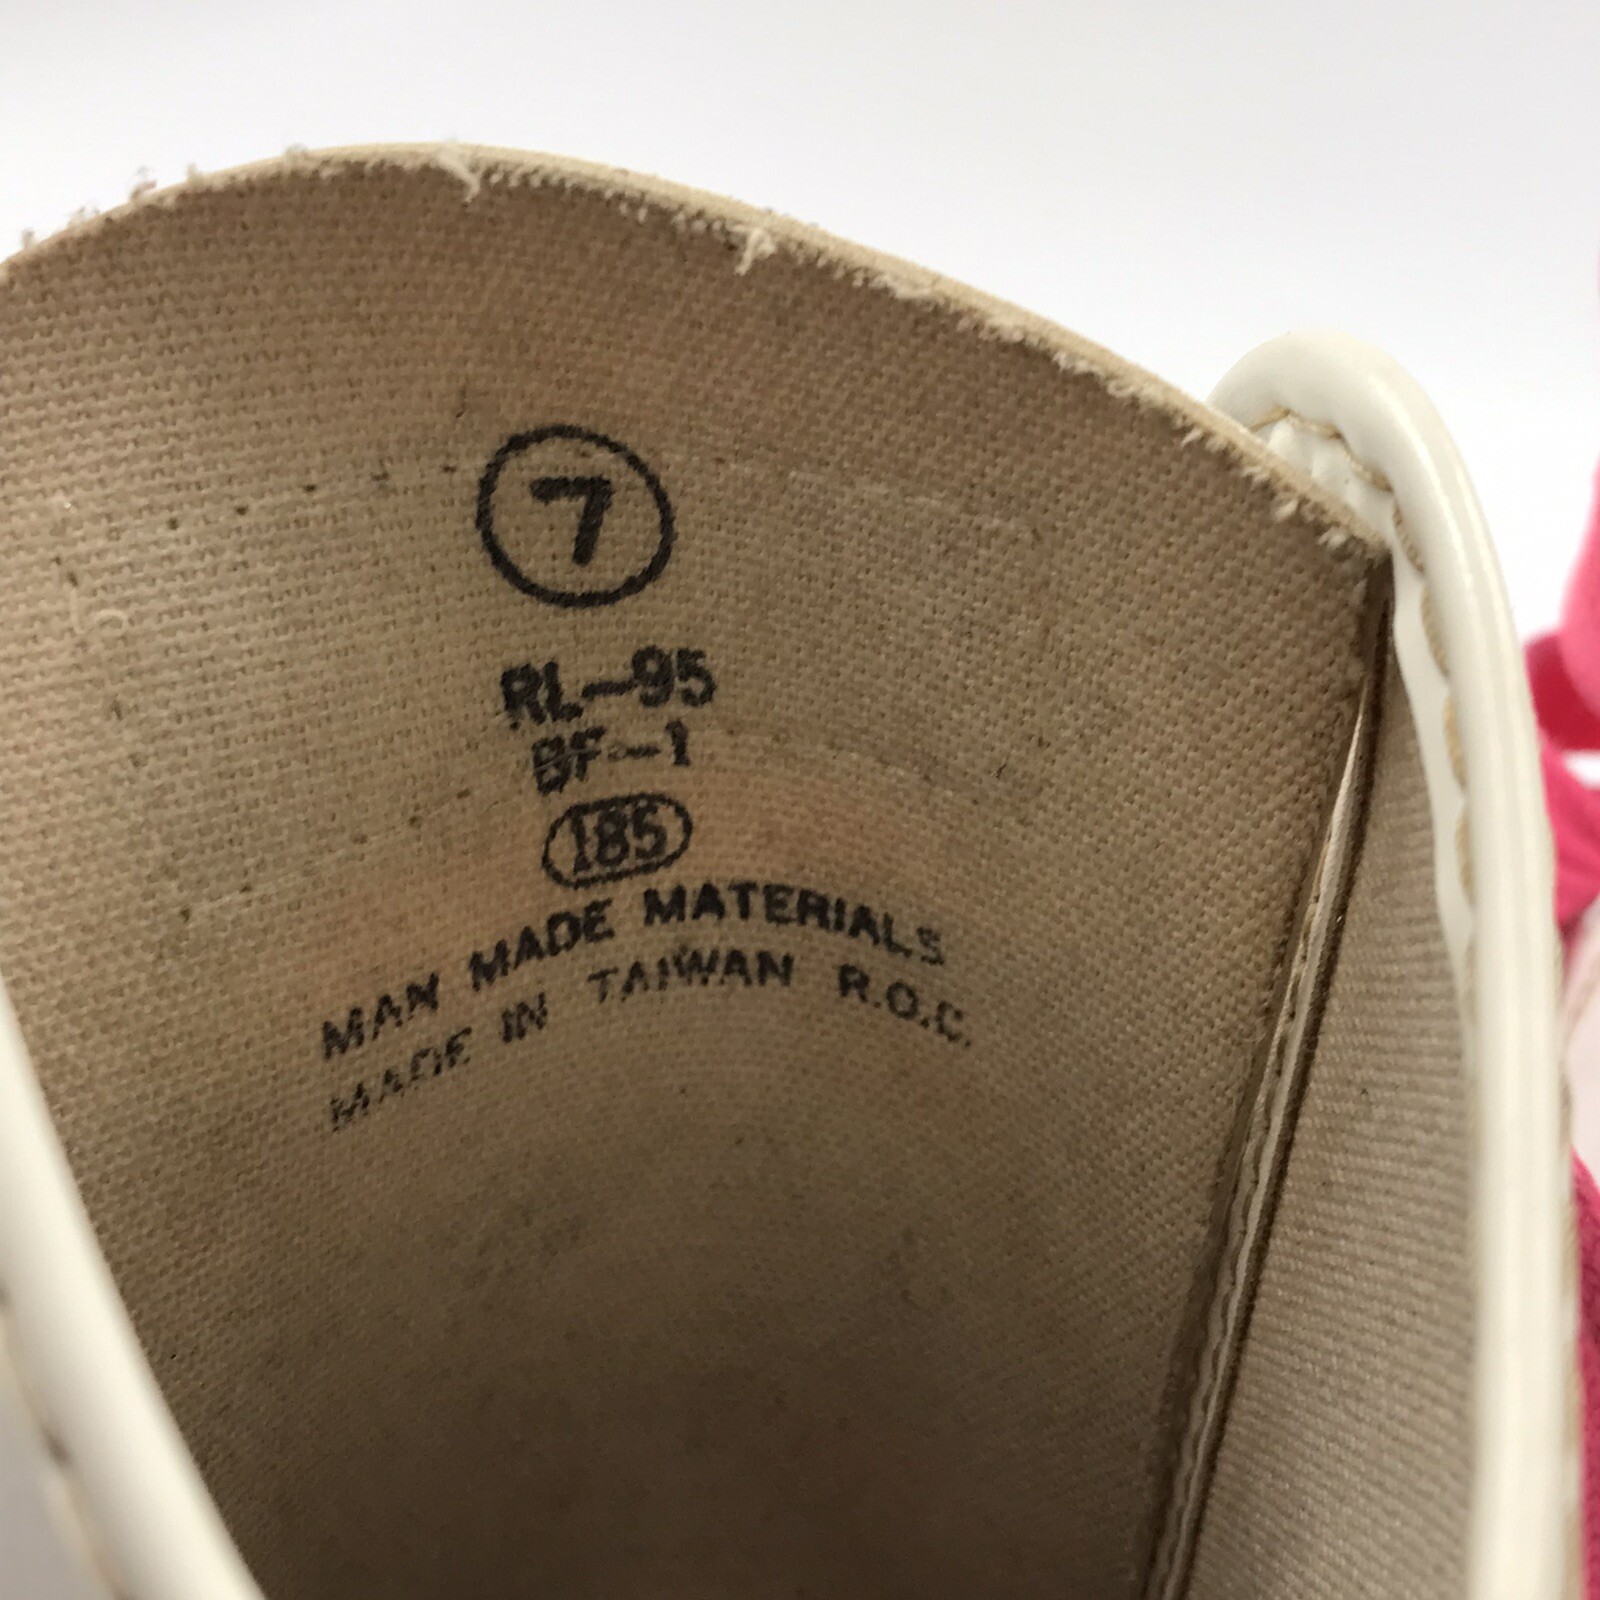 7
RL-95
BF-1
185
MAN MADE MATERIALS
MADE IN TAIWAN R.O.C.